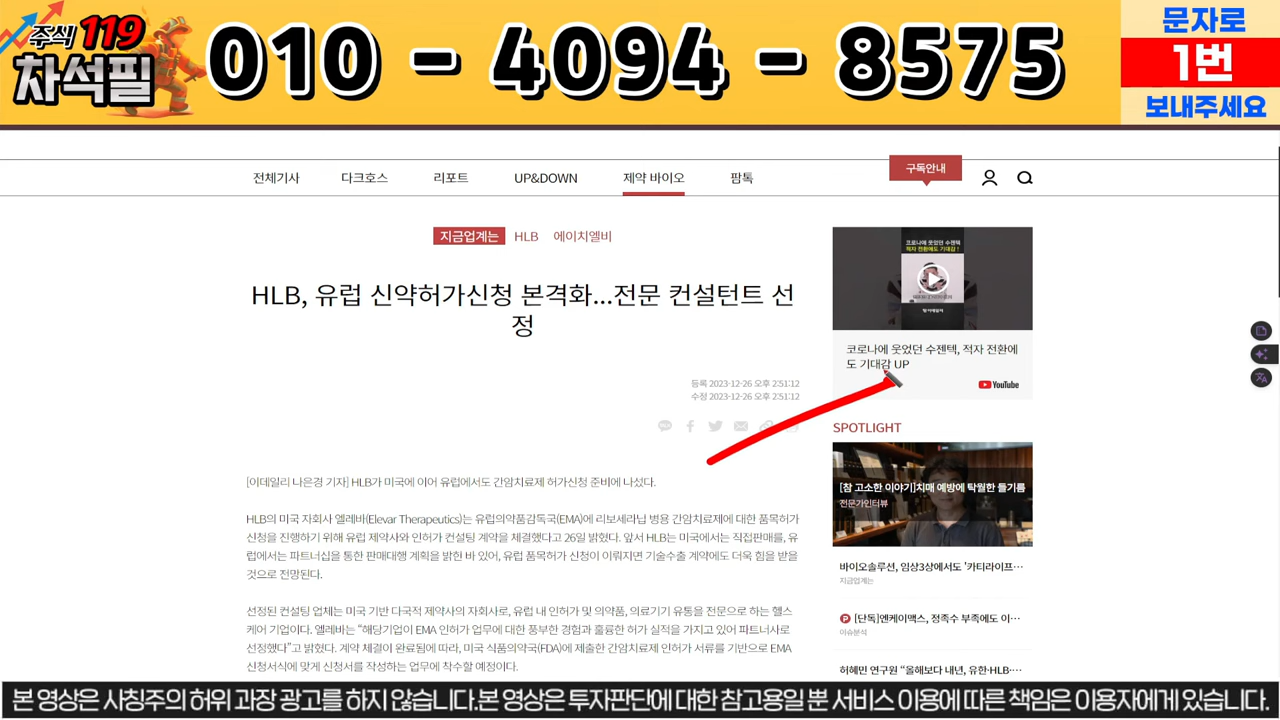 주식 119
차석필
010 - 4094 - 8575
문자로
1번
보내주세요
전체기사 다크호스 리포트 UP&DOWN 제약 바이오 팜톡 구독안내
지금업계는 HLB 에이치엘비
HLB, 유럽 신약허가신청 본격화...전문 컨설턴트 선
정
등록 2023-12-26 오후 2:51:12
수정 2023-12-26 오후 2:51:12
[이데일리 나은경 기자] HLB가 미국에 이어 유럽에서도 간암치료제 허가신청 준비에 나섰다.
HLB의 미국 자회사 엘레바(Elevar Therapeutics)는 유럽의약품감독국(EMA)에 리보세라닙 병용 간암치료제에 대한 품목허가
신청을 진행하기 위해 유럽 제약사와 인허가 컨설팅 계약을 체결했다고 26일 밝혔다. 앞서 HLB는 미국에서는 직접판매를, 유
럽에서는 파트너십을 통한 판매대행 계획을 밝한 바 있어, 유럽 품목허가 신청이 이뤄지면 기술수출 계약에도 더욱 힘을 받을
것으로 전망된다.
선정된 컨설팅 업체는 미국 기반 다국적 제약사의 자회사로, 유럽 내 인허가 및 의약품, 의료기기 유통을 전문으로 하는 헬스
케어 기업이다. 엘레바는 “해당기업이 EMA 인허가 업무에 대한 풍부한 경험과 훌륭한 허가 실적을 가지고 있어 파트너사로
선정했다”고 밝혔다. 계약 체결이 완료됨에 따라, 미국 식품의약국(FDA)에 제출한 간암치료제 인허가 서류를 기반으로 EMA
신청서식에 맞게 신청서를 작성하는 업무에 착수할 예정이다.
코로나에 웃었던 수젠텍
적자 전환에 기대감 !
코로나에 웃었던 수젠텍, 적자 전환에
도 기대감 UP
YouTube
SPOTLIGHT
[참 고소한 이야기]치매 예방에 탁월한 들기름
전문가인터뷰
바이오솔루션, 임상3상에서도 '카티라이프…
지금업계는
P [단독]엔케이맥스, 정족수 부족에도 이…
이슈분석
허혜민 연구원 “올해보다 내년, 유한·HLB·…
본 영상은 사칭주의 허위 과장 광고를 하지 않습니다.본 영상은 투자판단에 대한 참고용일 뿐 서비스 이용에 따른 책임은 이용자에게 있습니다.